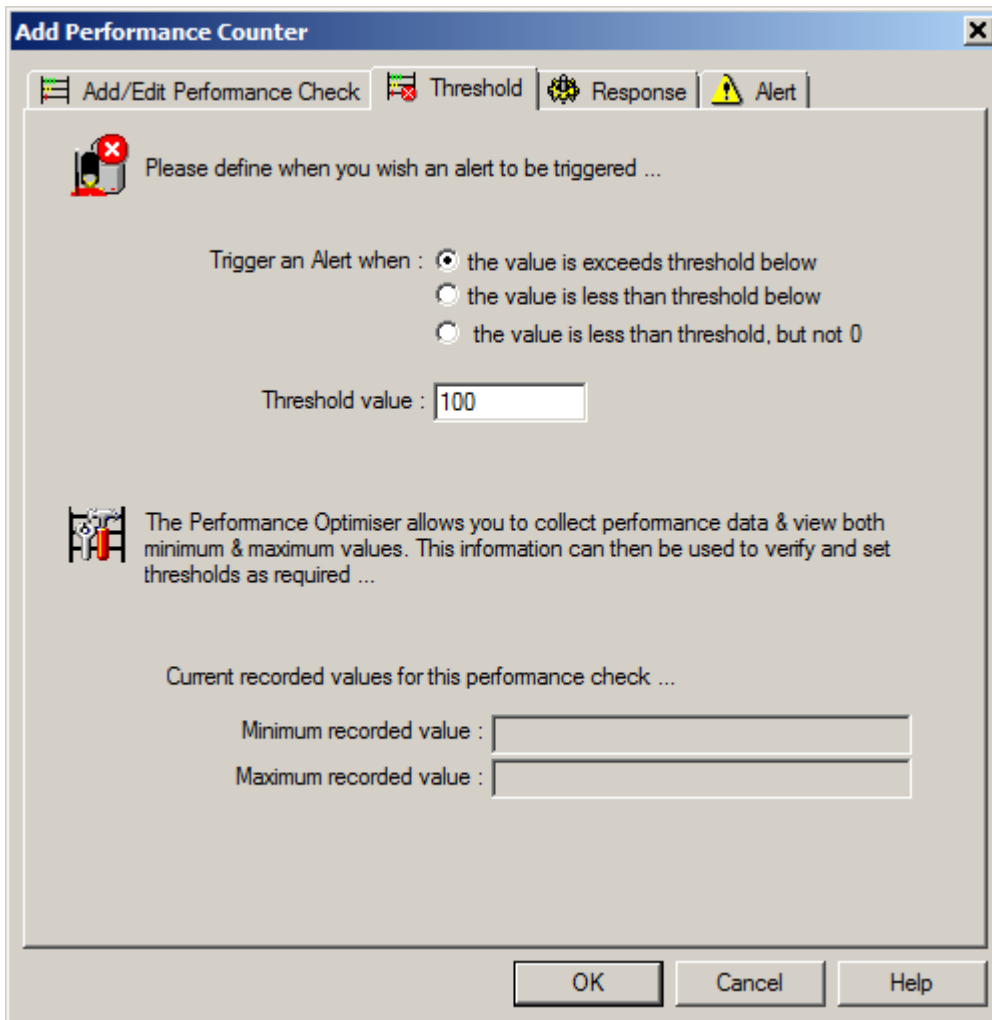 Add Performance Counter
Add/Edit Performance Check
Threshold
Response
Alert
Please define when you wish an alert to be triggered ...
Trigger an Alert when :
the value is exceeds threshold below
the value is less than threshold below
the value is less than threshold, but not 0
Threshold value :
100
The Performance Optimiser allows you to collect performance data & view both
minimum & maximum values. This information can then be used to verify and set
thresholds as required ...
Current recorded values for this performance check ...
Minimum recorded value :
Maximum recorded value :
OK
Cancel
Help